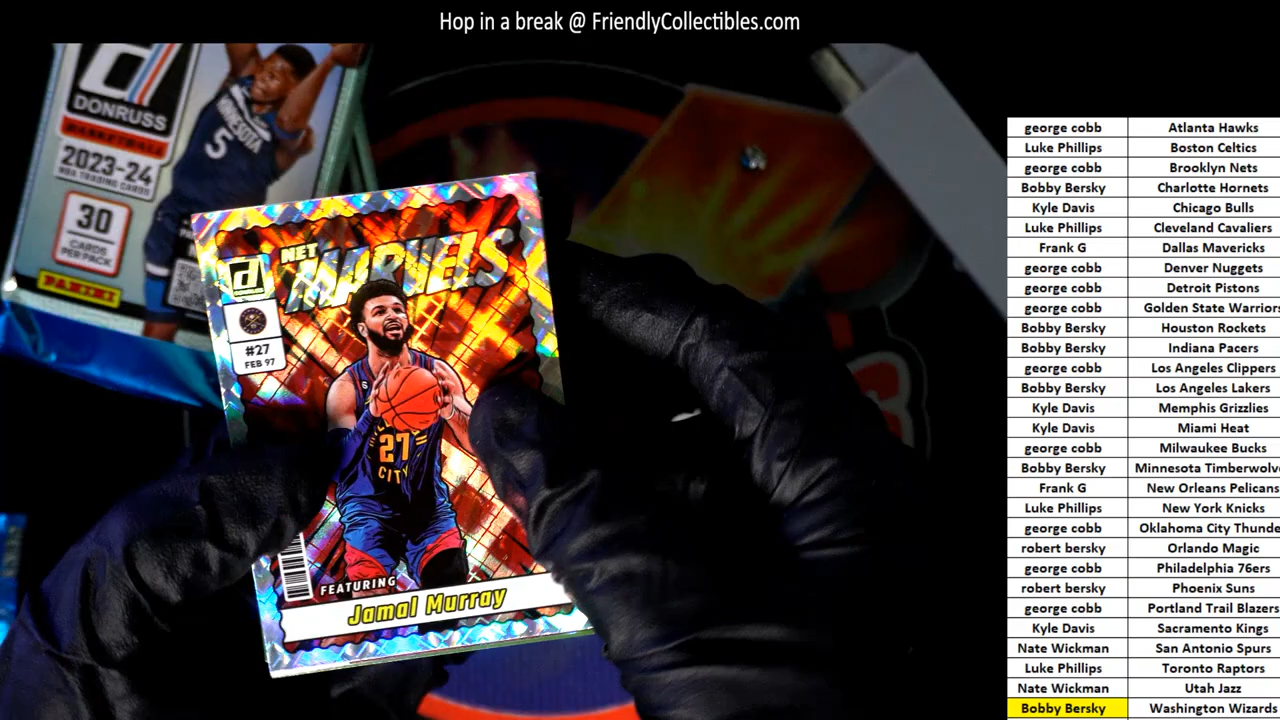 Hop in a break @ FriendlyCollectibles.com
DONRUSS
BASKETBALL
2023-24
NBA TRADING CARDS
30
CARDS
PER PACK
PANINI
MINNESOTA
5
NET
MARVELS
#27
FEB 97
27
CITY
FEATURING
Jamal Murray
george cobb Atlanta Hawks
Luke Phillips Boston Celtics
george cobb Brooklyn Nets
Bobby Bersky Charlotte Hornets
Kyle Davis Chicago Bulls
Luke Phillips Cleveland Cavaliers
Frank G Dallas Mavericks
george cobb Denver Nuggets
george cobb Detroit Pistons
george cobb Golden State Warriors
Bobby Bersky Houston Rockets
Bobby Bersky Indiana Pacers
george cobb Los Angeles Clippers
Bobby Bersky Los Angeles Lakers
Kyle Davis Memphis Grizzlies
Kyle Davis Miami Heat
george cobb Milwaukee Bucks
Bobby Bersky Minnesota Timberwolve
Frank G New Orleans Pelicans
Luke Phillips New York Knicks
george cobb Oklahoma City Thunde
robert bersky Orlando Magic
george cobb Philadelphia 76ers
robert bersky Phoenix Suns
george cobb Portland Trail Blazers
Kyle Davis Sacramento Kings
Nate Wickman San Antonio Spurs
Luke Phillips Toronto Raptors
Nate Wickman Utah Jazz
Bobby Bersky Washington Wizards